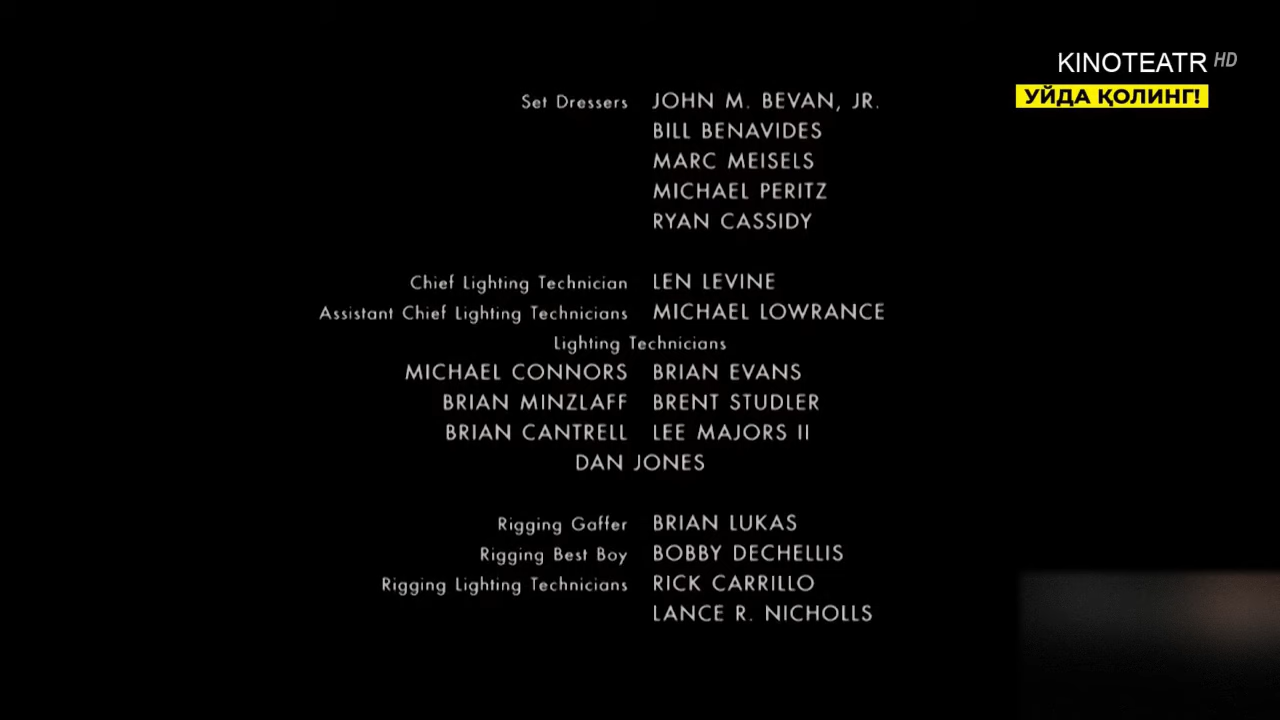 KINOTEATR HD
УЙДА ҚОЛИНГ!
Set Dressers JOHN M. BEVAN, JR.
BILL BENAVIDES
MARC MEISELS
MICHAEL PERITZ
RYAN CASSIDY
Chief Lighting Technician LEN LEVINE
Assistant Chief Lighting Technicians MICHAEL LOWRANCE
Lighting Technicians
MICHAEL CONNORS BRIAN EVANS
BRIAN MINZLAFF BRENT STUDLER
BRIAN CANTRELL LEE MAJORS II
DAN JONES
Rigging Gaffer BRIAN LUKAS
Rigging Best Boy BOBBY DECHELLIS
Rigging Lighting Technicians RICK CARRILLO
LANCE R. NICHOLLS